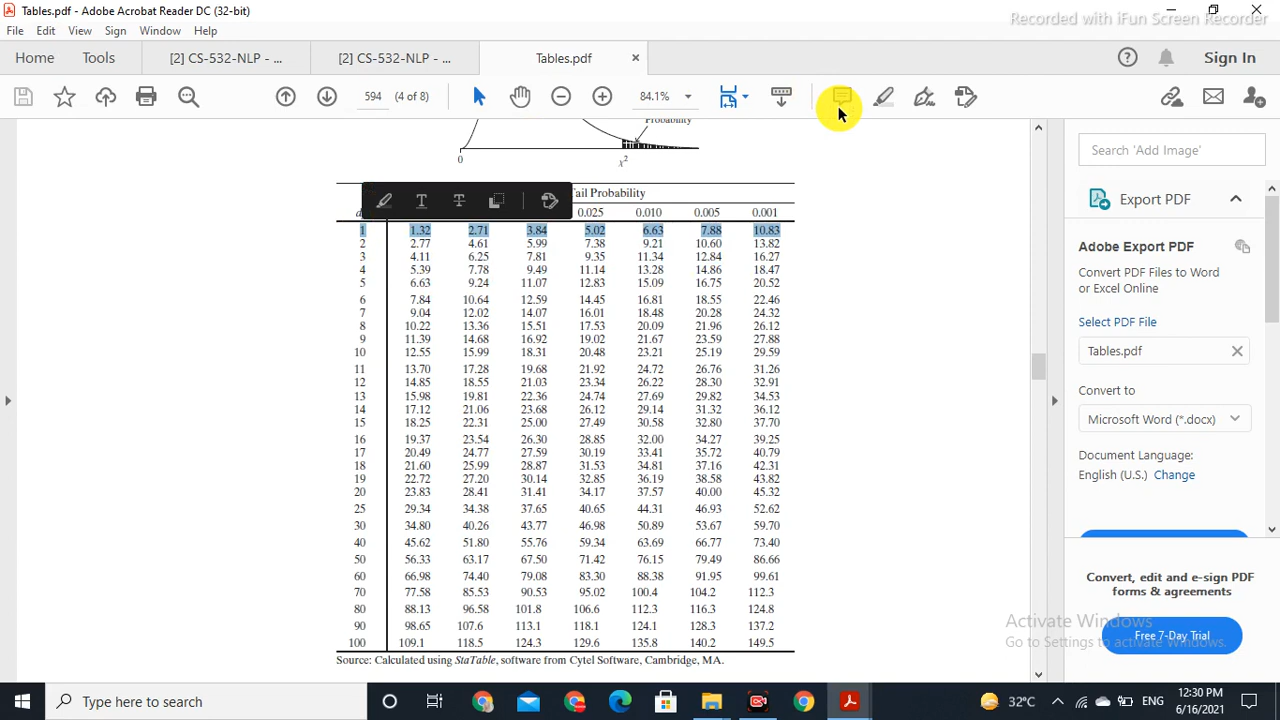 Tables.pdf - Adobe Acrobat Reader DC (32-bit)
Recorded with iFun Screen Recorder
File Edit View Sign Window Help
Home Tools [2] CS-532-NLP - ... [2] CS-532-NLP - ... Tables.pdf Sign In
594 (4 of 8) 84.1%
Probability
0
χ²
Tail Probability
0.025 0.010 0.005 0.001
1 1.32 2.71 3.84 5.02 6.63 7.88 10.83
2 2.77 4.61 5.99 7.38 9.21 10.60 13.82
3 4.11 6.25 7.81 9.35 11.34 12.84 16.27
4 5.39 7.78 9.49 11.14 13.28 14.86 18.47
5 6.63 9.24 11.07 12.83 15.09 16.75 20.52
6 7.84 10.64 12.59 14.45 16.81 18.55 22.46
7 9.04 12.02 14.07 16.01 18.48 20.28 24.32
8 10.22 13.36 15.51 17.53 20.09 21.96 26.12
9 11.39 14.68 16.92 19.02 21.67 23.59 27.88
10 12.55 15.99 18.31 20.48 23.21 25.19 29.59
11 13.70 17.28 19.68 21.92 24.72 26.76 31.26
12 14.85 18.55 21.03 23.34 26.22 28.30 32.91
13 15.98 19.81 22.36 24.74 27.69 29.82 34.53
14 17.12 21.06 23.68 26.12 29.14 31.32 36.12
15 18.25 22.31 25.00 27.49 30.58 32.80 37.70
16 19.37 23.54 26.30 28.85 32.00 34.27 39.25
17 20.49 24.77 27.59 30.19 33.41 35.72 40.79
18 21.60 25.99 28.87 31.53 34.81 37.16 42.31
19 22.72 27.20 30.14 32.85 36.19 38.58 43.82
20 23.83 28.41 31.41 34.17 37.57 40.00 45.32
25 29.34 34.38 37.65 40.65 44.31 46.93 52.62
30 34.80 40.26 43.77 46.98 50.89 53.67 59.70
40 45.62 51.80 55.76 59.34 63.69 66.77 73.40
50 56.33 63.17 67.50 71.42 76.15 79.49 86.66
60 66.98 74.40 79.08 83.30 88.38 91.95 99.61
70 77.58 85.53 90.53 95.02 100.4 104.2 112.3
80 88.13 96.58 101.8 106.6 112.3 116.3 124.8
90 98.65 107.6 113.1 118.1 124.1 128.3 137.2
100 109.1 118.5 124.3 129.6 135.8 140.2 149.5
Source: Calculated using StaTable, software from Cytel Software, Cambridge, MA.
Search 'Add Image'
Export PDF
Adobe Export PDF
Convert PDF Files to Word
or Excel Online
Select PDF File
Tables.pdf
Convert to
Microsoft Word (*.docx)
Document Language:
English (U.S.) Change
Convert, edit and e-sign PDF
forms & agreements
Free 7-Day Trial
Activate Windows
Go to Settings to activate Windows.
Type here to search
32°C ENG
12:30 PM
6/16/2021